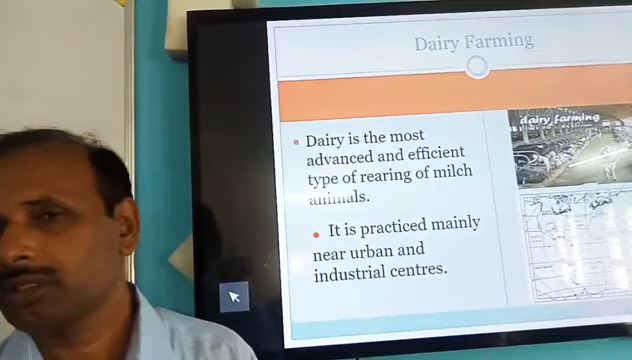 Dairy Farming
Dairy is the most
advanced and efficient
type of rearing of milch
animals.
It is practiced mainly
near urban and
industrial centres.
dairy farming